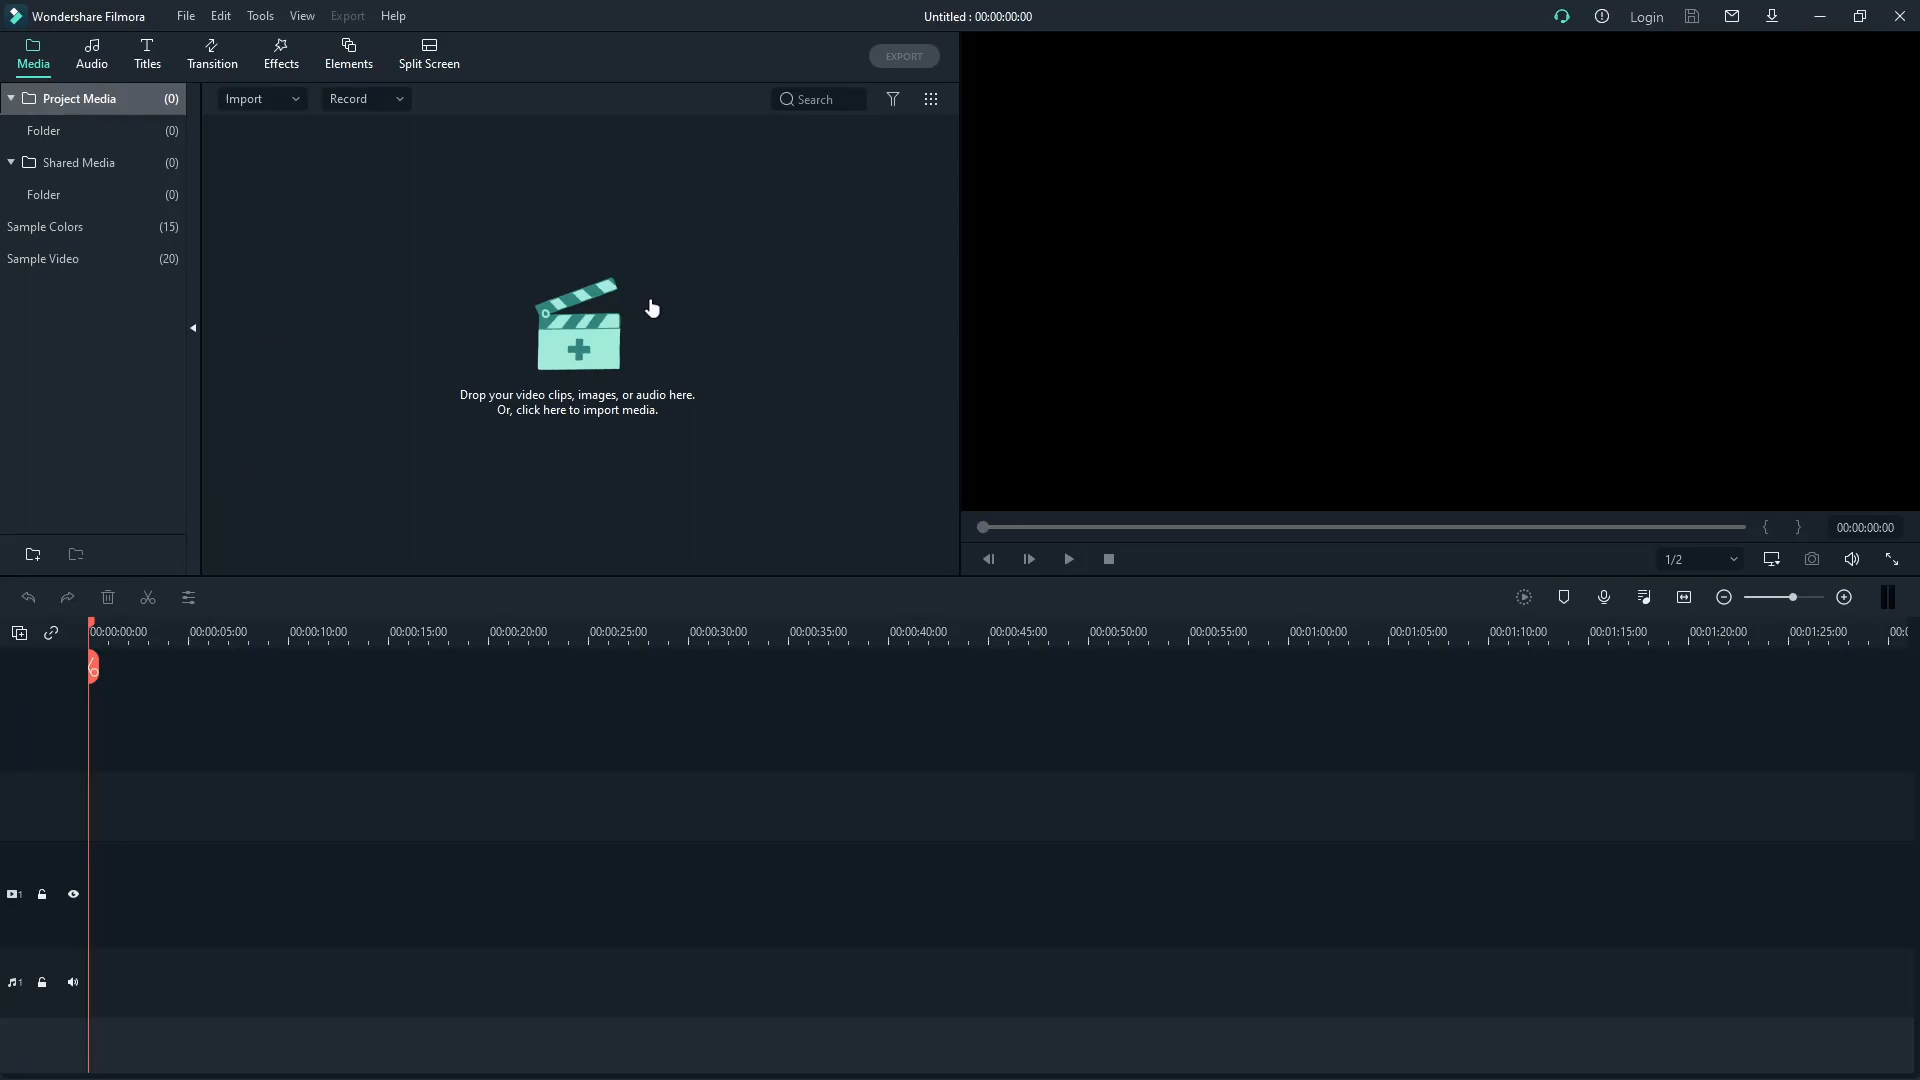 Wondershare Filmora File Edit Tools View Export Help Untitled : 00:00:00:00 Login
Media Audio Titles Transition Effects Elements Split Screen EXPORT
Project Media (0) Import Record Search
Folder (0)
Shared Media (0)
Folder (0)
Sample Colors (15)
Sample Video (20)
Drop your video clips, images, or audio here.
Or, click here to import media.
{ } 00:00:00:00
1/2
00:00:00:00 00:00:05:00 00:00:10:00 00:00:15:00 00:00:20:00 00:00:25:00 00:00:30:00 00:00:35:00 00:00:40:00 00:00:45:00 00:00:50:00 00:00:55:00 00:01:00:00 00:01:05:00 00:01:10:00 00:01:15:00 00:01:20:00 00:01:25:00 00:0
1
1